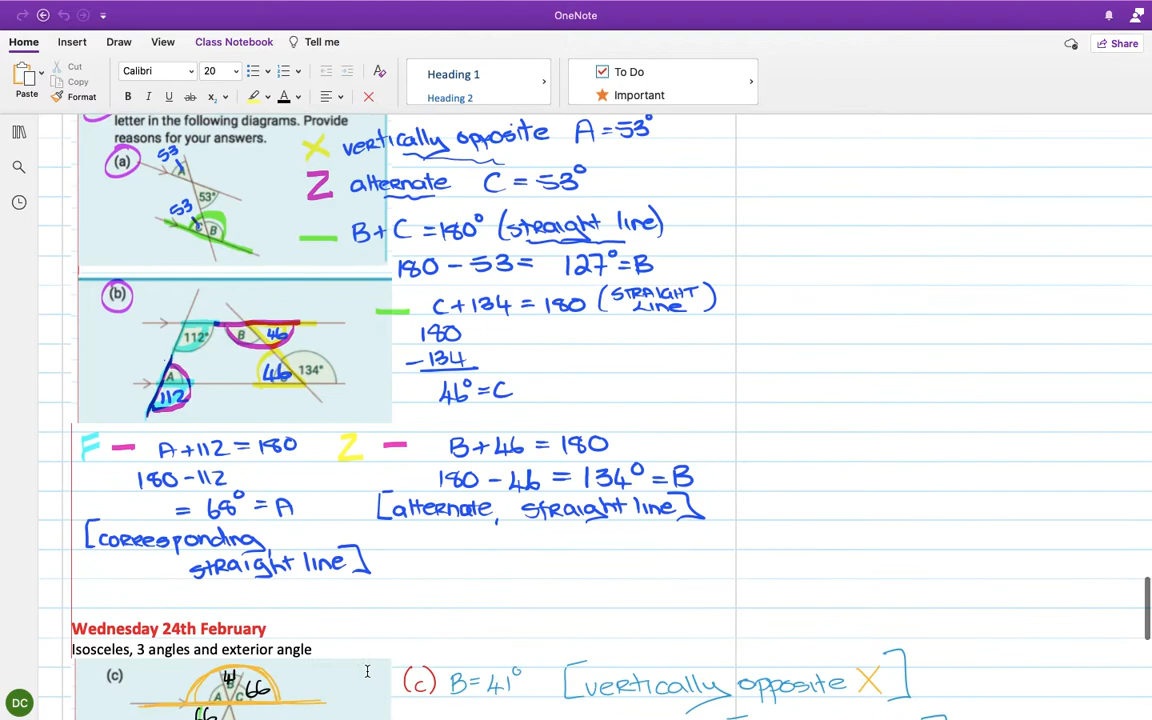 OneNote
Home Insert Draw View Class Notebook Tell me
Share
Paste
Cut
Copy
Format
Calibri 20
B I U ab x₂ A
Heading 1
Heading 2
To Do
Important
letter in the following diagrams. Provide
reasons for your answers.
(a)
53
A
53°
53
C
B
X vertically opposite A = 53°
Z alternate C = 53°
B + C = 180° (straight line)
180 - 53 = 127° = B
(b)
112°
B
46
A
112
46
134°
C + 134 = 180 (STRAIGHT LINE)
180
- 134
46° = C
F - A + 112 = 180
180 - 112
= 68° = A
[corresponding
straight line]
Z - B + 46 = 180
180 - 46 = 134° = B
[alternate, straight line]
Wednesday 24th February
Isosceles, 3 angles and exterior angle
(c)
41
B
66
A
C
66
(c) B = 41° [vertically opposite X]
DC